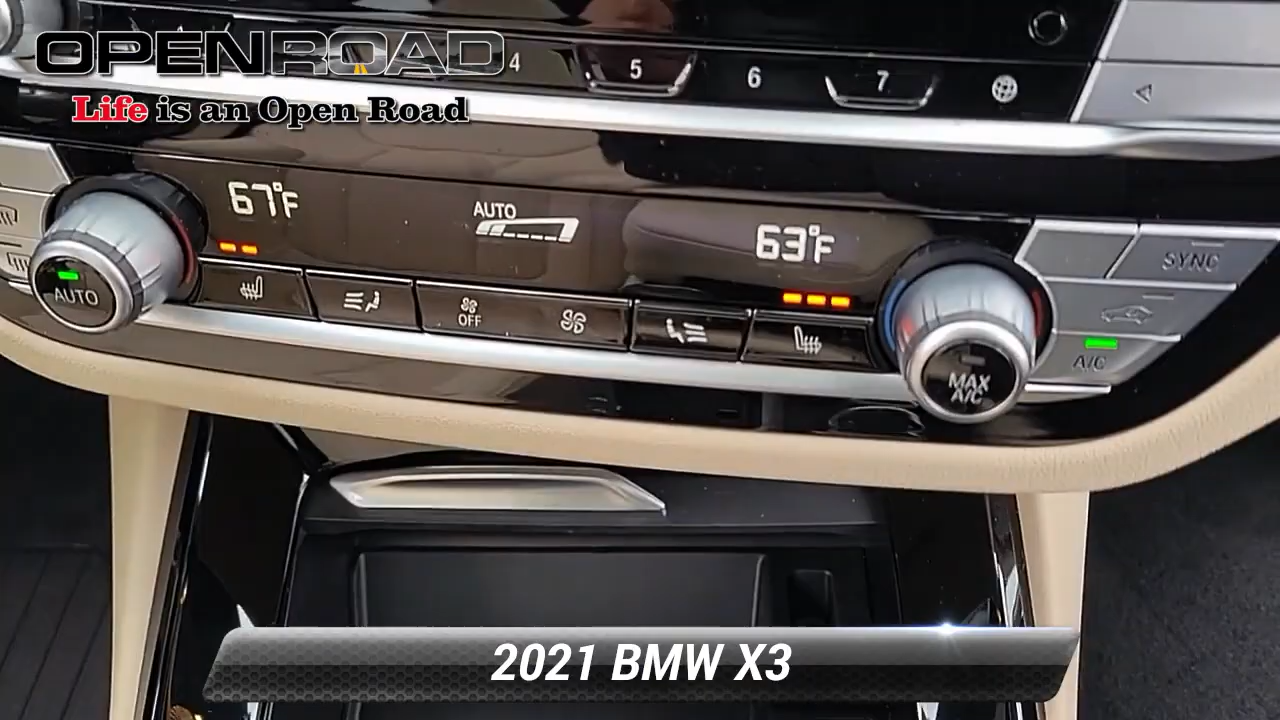 OPENROAD
Life is an Open Road
4 5 6 7
67°F
AUTO
63°F
SYNC
AUTO
OFF
A/C
MAX
A/C
2021 BMW X3